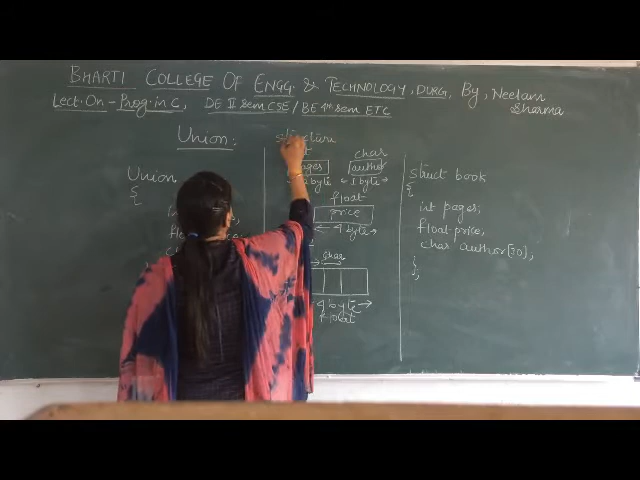 BHARTI COLLEGE OF ENGG. & TECHNOLOGY, DURG, By, Neelam Sharma
Lect. On - Prog. in C, DE II sem CSE / BE 4th sem ETC
Union:
Union
{
char
pages
author
1 byte
float
price
4 byte
char
4 byte
float
struct book
{
int pages;
float price,
char author[30],
};